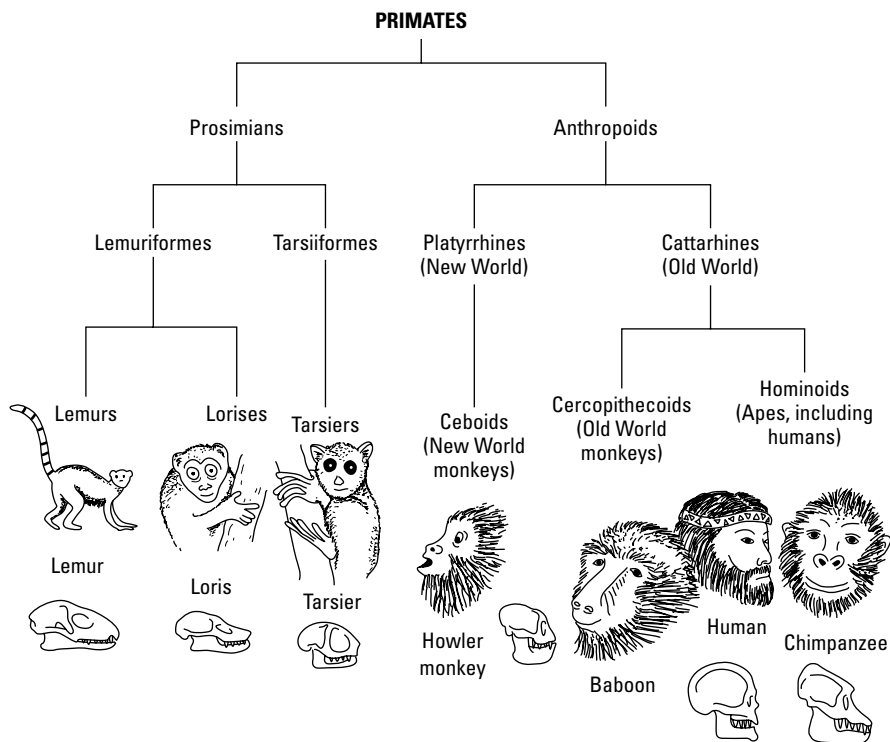 PRIMATES
Prosimians
Anthropoids
Lemuriformes
Tarsiiformes
Platyrrhines
(New World)
Cattarhines
(Old World)
Lemurs
Lorises
Tarsiers
Ceboids
(New World
monkeys)
Cercopithecoids
(Old World
monkeys)
Hominoids
(Apes, including
humans)
Lemur
Loris
Tarsier
Howler
monkey
Baboon
Human
Chimpanzee